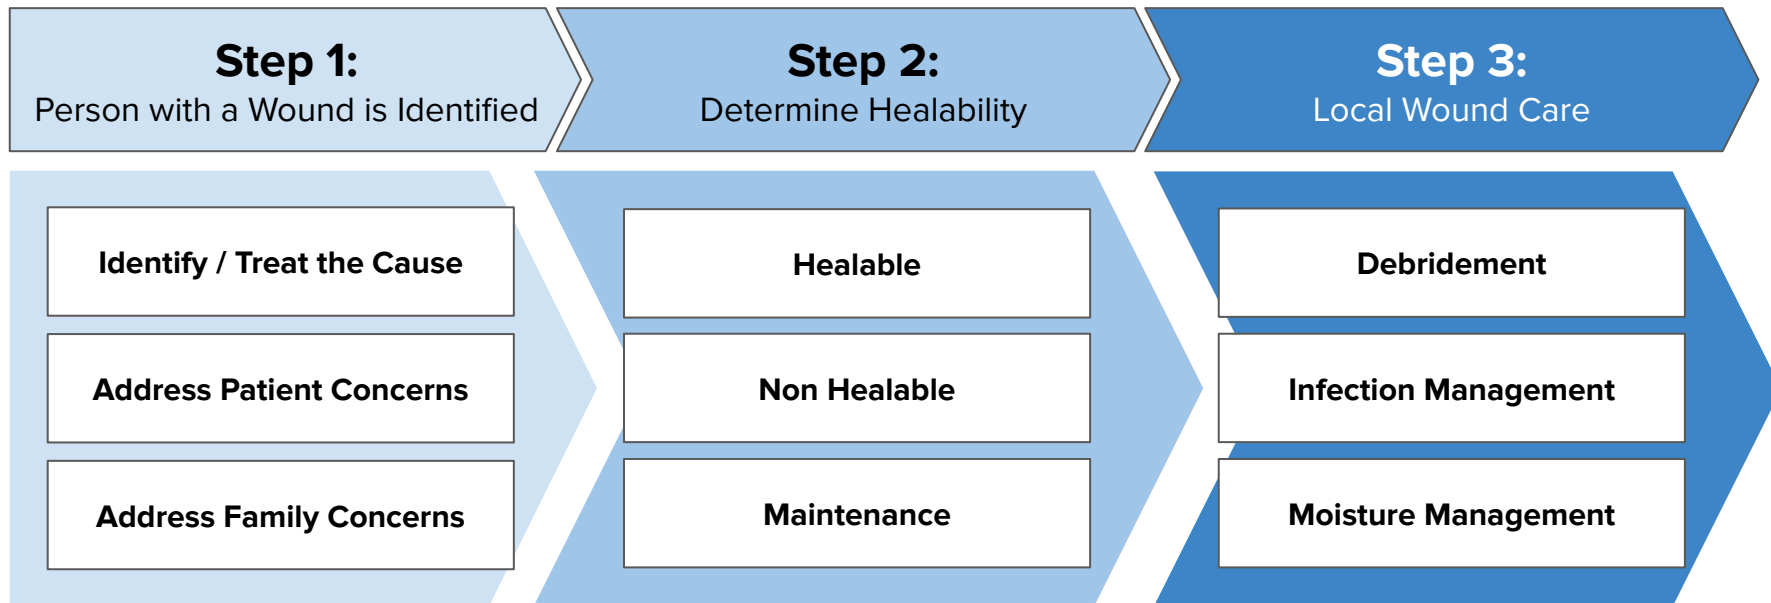 Step 1:
Person with a Wound is Identified
Step 2:
Determine Healability
Step 3:
Local Wound Care
Identify / Treat the Cause
Address Patient Concerns
Address Family Concerns
Healable
Non Healable
Maintenance
Debridement
Infection Management
Moisture Management